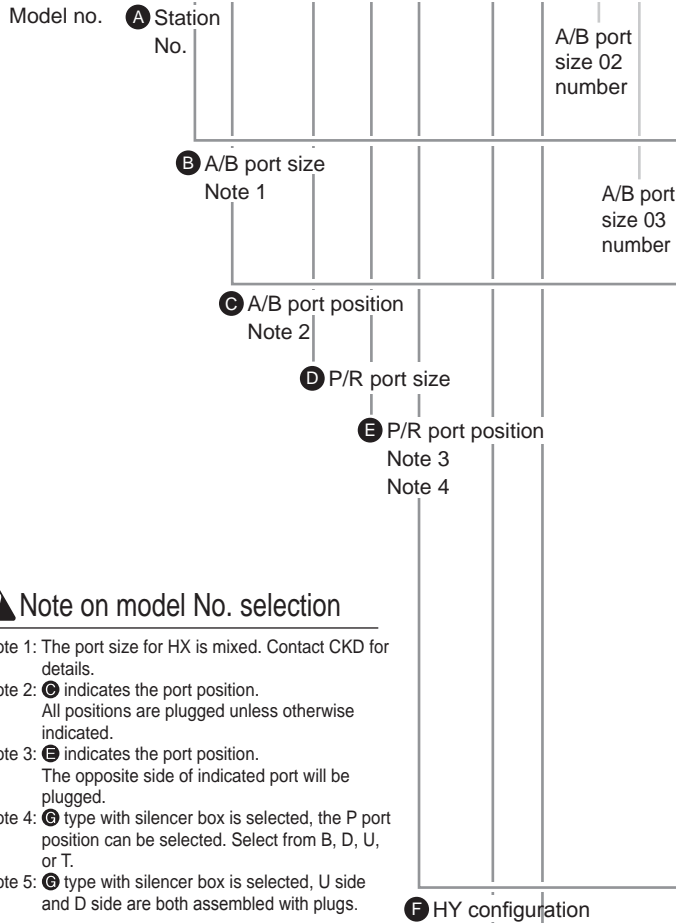 Model no.
A Station
No.
A/B port
size 02
number
B A/B port size
Note 1
A/B port
size 03
number
C A/B port position
Note 2
D P/R port size
E P/R port position
Note 3
Note 4
Note on model No. selection
ote 1: The port size for HX is mixed. Contact CKD for
details.
ote 2: C indicates the port position.
All positions are plugged unless otherwise
indicated.
ote 3: E indicates the port position.
The opposite side of indicated port will be
plugged.
ote 4: G type with silencer box is selected, the P port
position can be selected. Select from B, D, U,
or T.
ote 5: G type with silencer box is selected, U side
and D side are both assembled with plugs.
F HY configuration